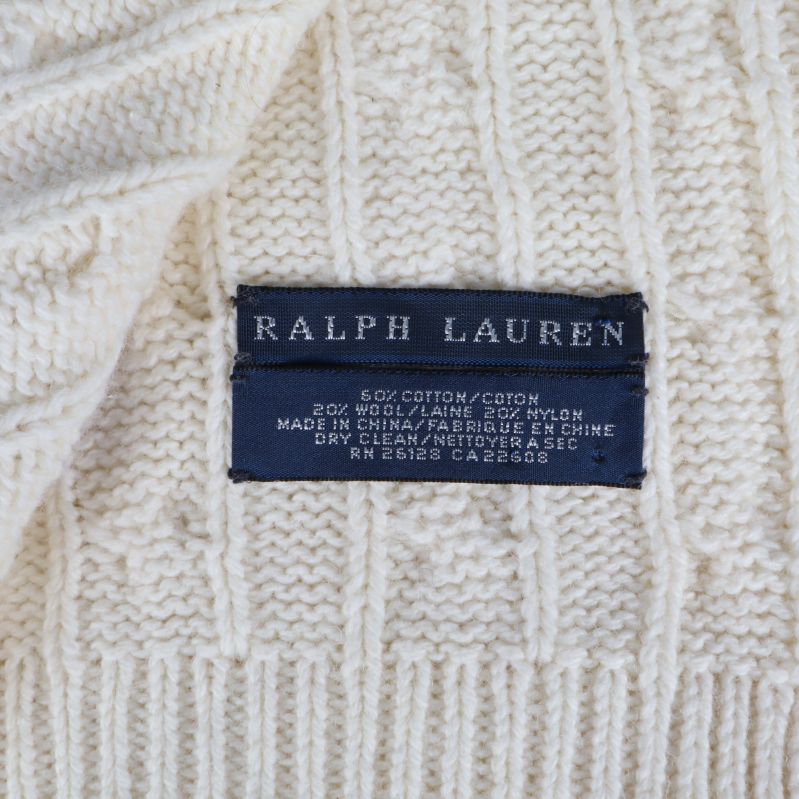 RALPH LAUREN
60% COTTON/COTON
20% WOOL/LAINE 20% NYLON
MADE IN CHINA/FABRIQUE EN CHINE
DRY CLEAN/NETTOYER A SEC
RN 26128 CA 22608